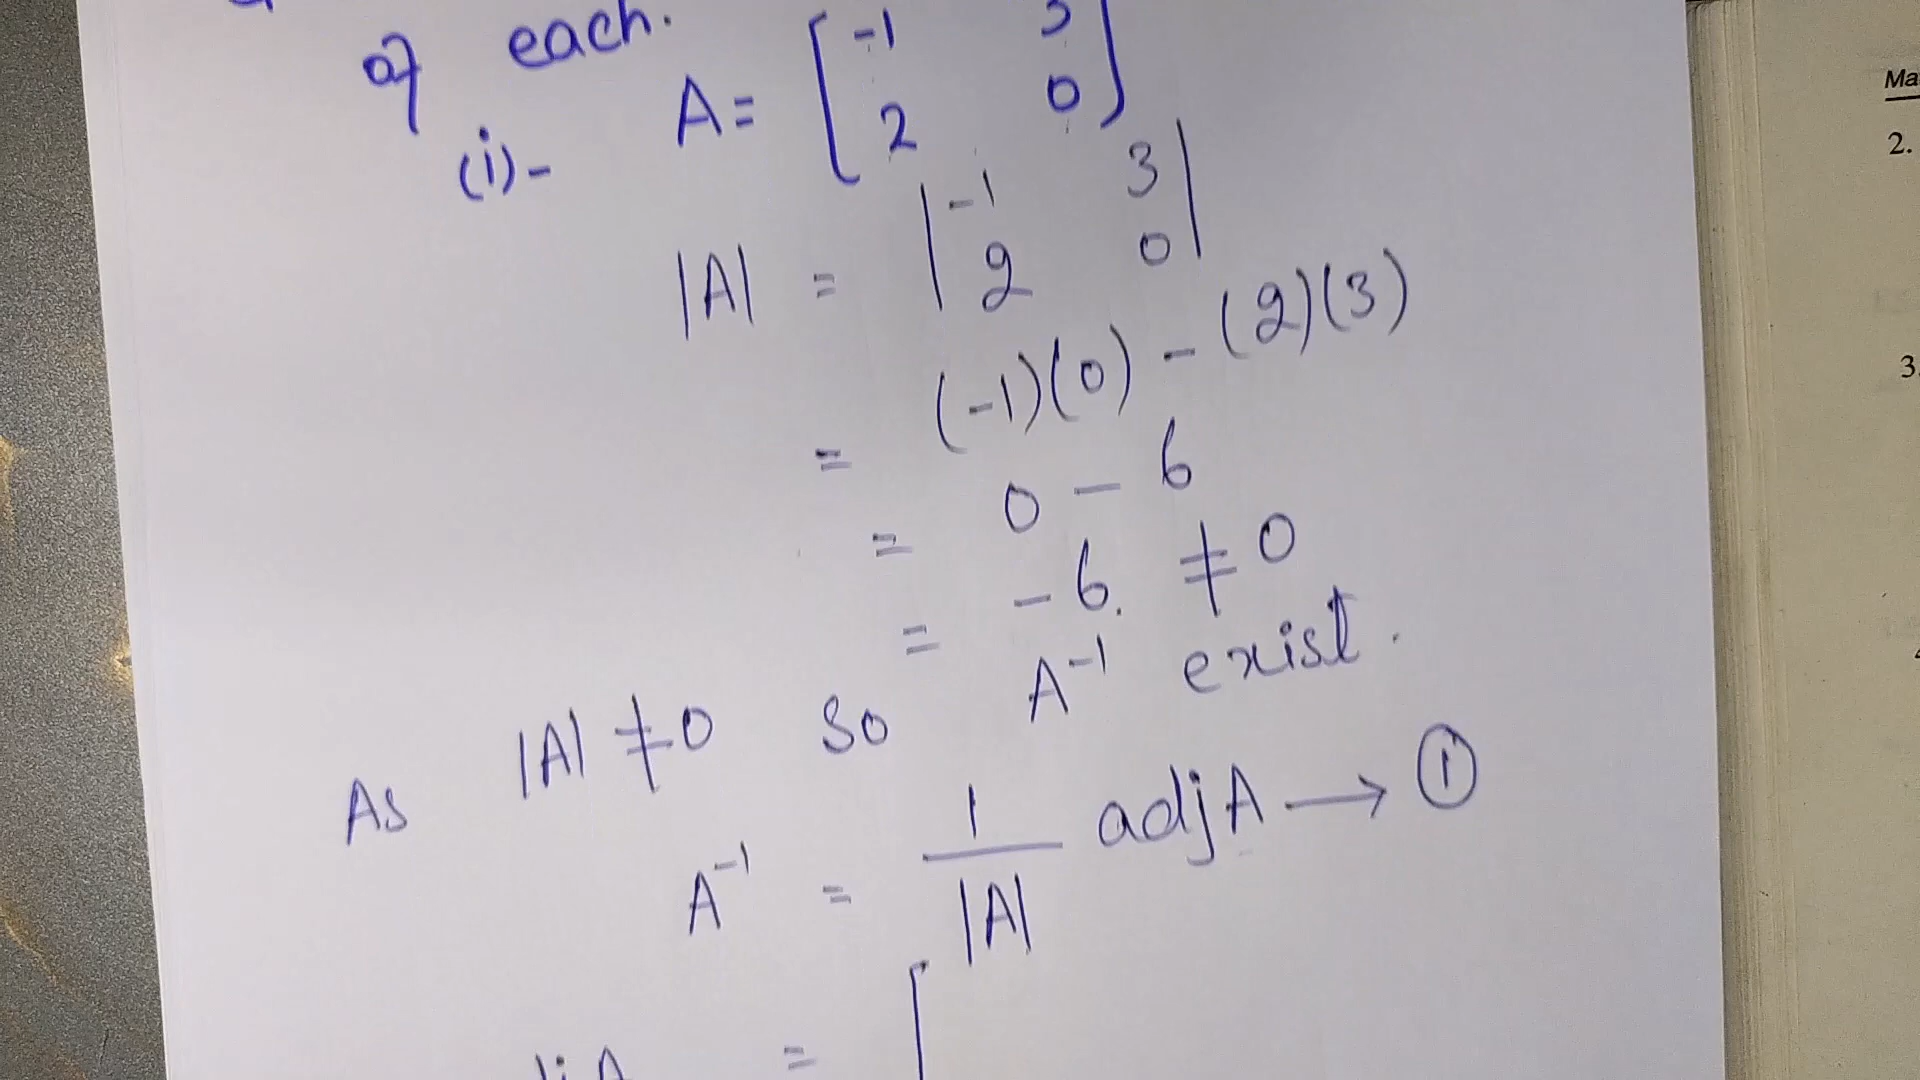 of each.
(i)- A = [ -1 3
2 0 ]
|A| = | -1 3
2 0 |
= (-1)(0) - (2)(3)
= 0 - 6
= -6. ≠ 0
As |A| ≠ 0 So A⁻¹ exist.
A⁻¹ = 1/|A| adjA → ①
= [
2.
3.